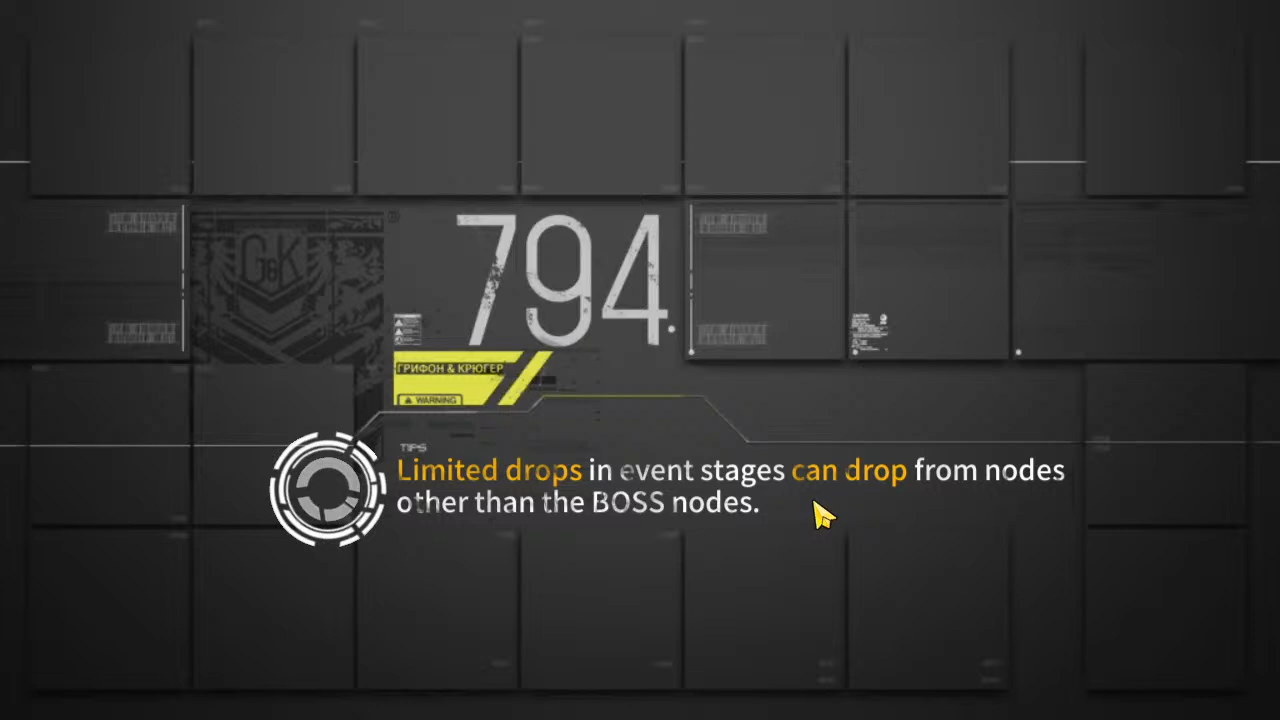 G&K
794.
ГРИФОН & КРЮГЕР
WARNING
TIPS
Limited drops in event stages can drop from nodes
other than the BOSS nodes.